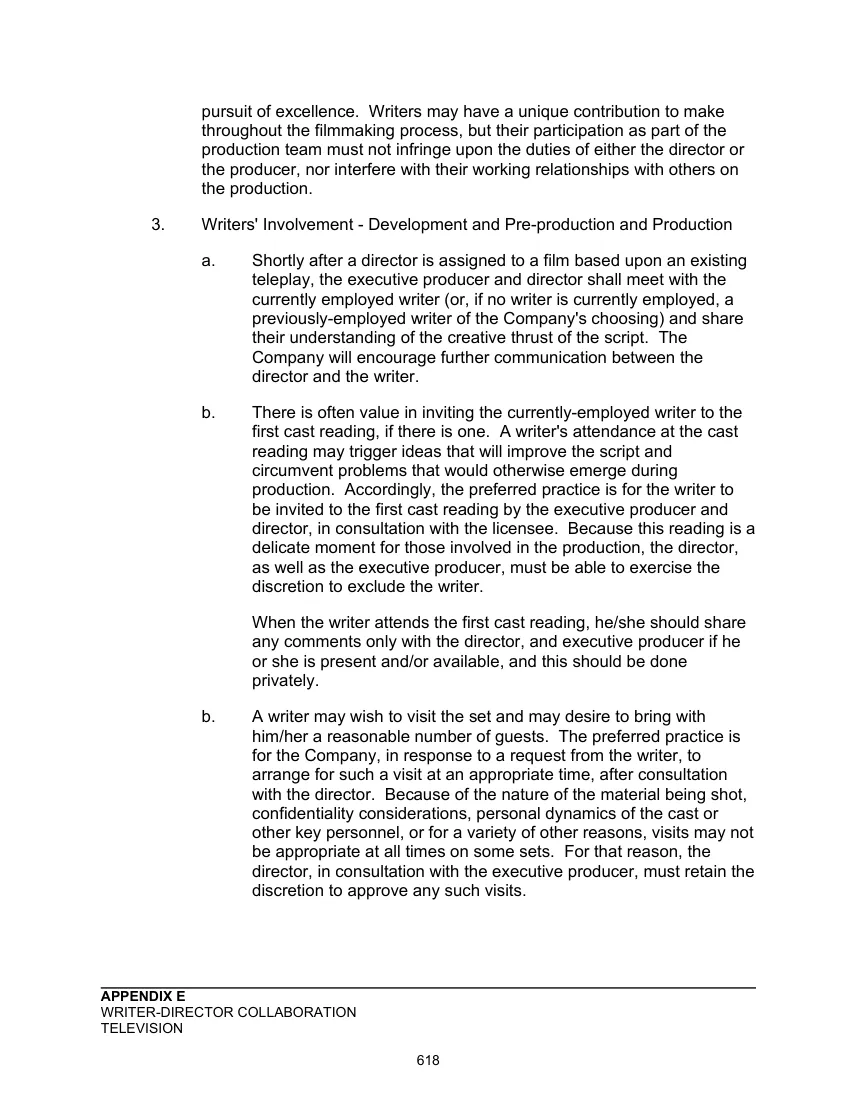 pursuit of excellence.  Writers may have a unique contribution to make
throughout the filmmaking process, but their participation as part of the
production team must not infringe upon the duties of either the director or
the producer, nor interfere with their working relationships with others on
the production.
3. Writers' Involvement - Development and Pre-production and Production
a. Shortly after a director is assigned to a film based upon an existing
teleplay, the executive producer and director shall meet with the
currently employed writer (or, if no writer is currently employed, a
previously-employed writer of the Company's choosing) and share
their understanding of the creative thrust of the script.  The
Company will encourage further communication between the
director and the writer.
b. There is often value in inviting the currently-employed writer to the
first cast reading, if there is one.  A writer's attendance at the cast
reading may trigger ideas that will improve the script and
circumvent problems that would otherwise emerge during
production.  Accordingly, the preferred practice is for the writer to
be invited to the first cast reading by the executive producer and
director, in consultation with the licensee.  Because this reading is a
delicate moment for those involved in the production, the director,
as well as the executive producer, must be able to exercise the
discretion to exclude the writer.
When the writer attends the first cast reading, he/she should share
any comments only with the director, and executive producer if he
or she is present and/or available, and this should be done
privately.
b. A writer may wish to visit the set and may desire to bring with
him/her a reasonable number of guests.  The preferred practice is
for the Company, in response to a request from the writer, to
arrange for such a visit at an appropriate time, after consultation
with the director.  Because of the nature of the material being shot,
confidentiality considerations, personal dynamics of the cast or
other key personnel, or for a variety of other reasons, visits may not
be appropriate at all times on some sets.  For that reason, the
director, in consultation with the executive producer, must retain the
discretion to approve any such visits.
APPENDIX E
WRITER-DIRECTOR COLLABORATION
TELEVISION
618